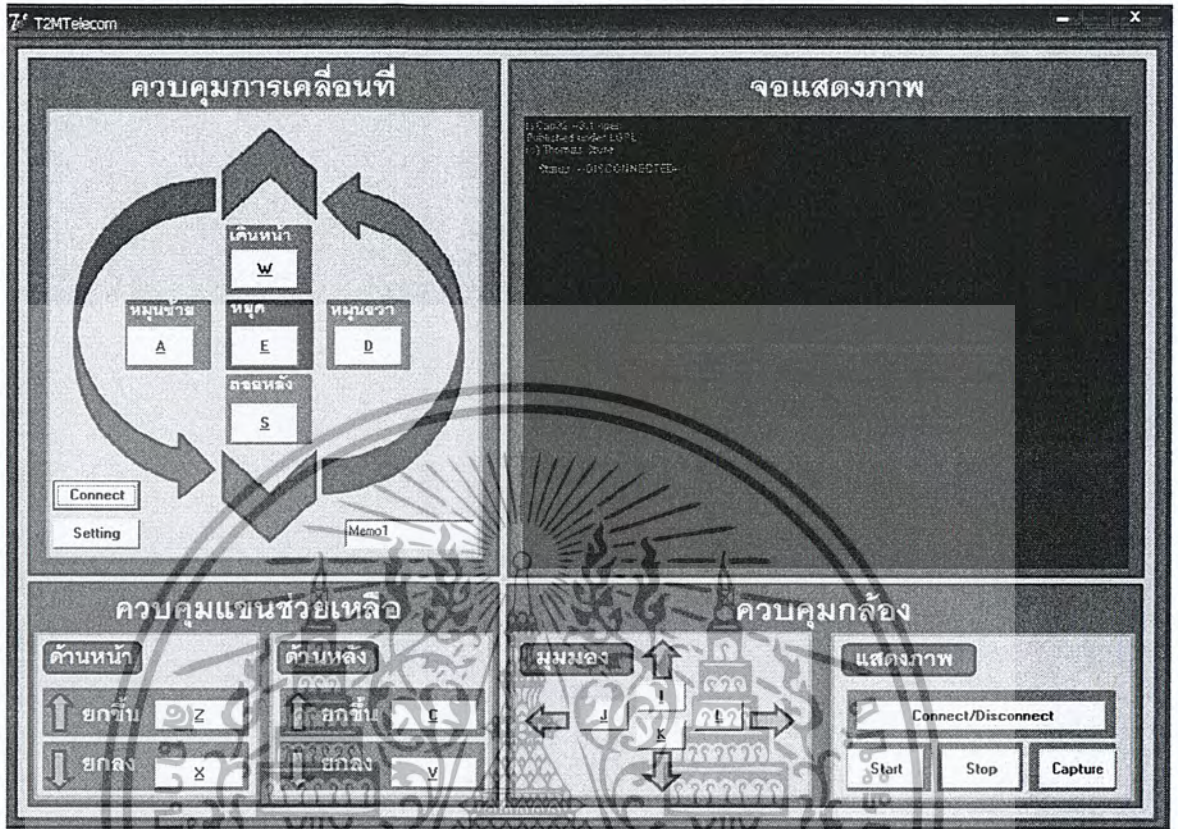 T2MTelecom
ควบคุมการเคลื่อนที่
เดินหน้า
W
หมุนซ้าย
A
หยุด
E
หมุนขวา
D
ถอยหลัง
S
Connect
Setting
Memo1
จอแสดงภาพ
Published under LGPL
Status DISCONNECTED
ควบคุมแขนช่วยเหลือ
ด้านหน้า
ยกขึ้น Z
ยกลง X
ด้านหลัง
ยกขึ้น C
ยกลง V
ควบคุมกล้อง
มุมมอง
I
J
L
K
แสดงภาพ
Connect/Disconnect
Start
Stop
Capture